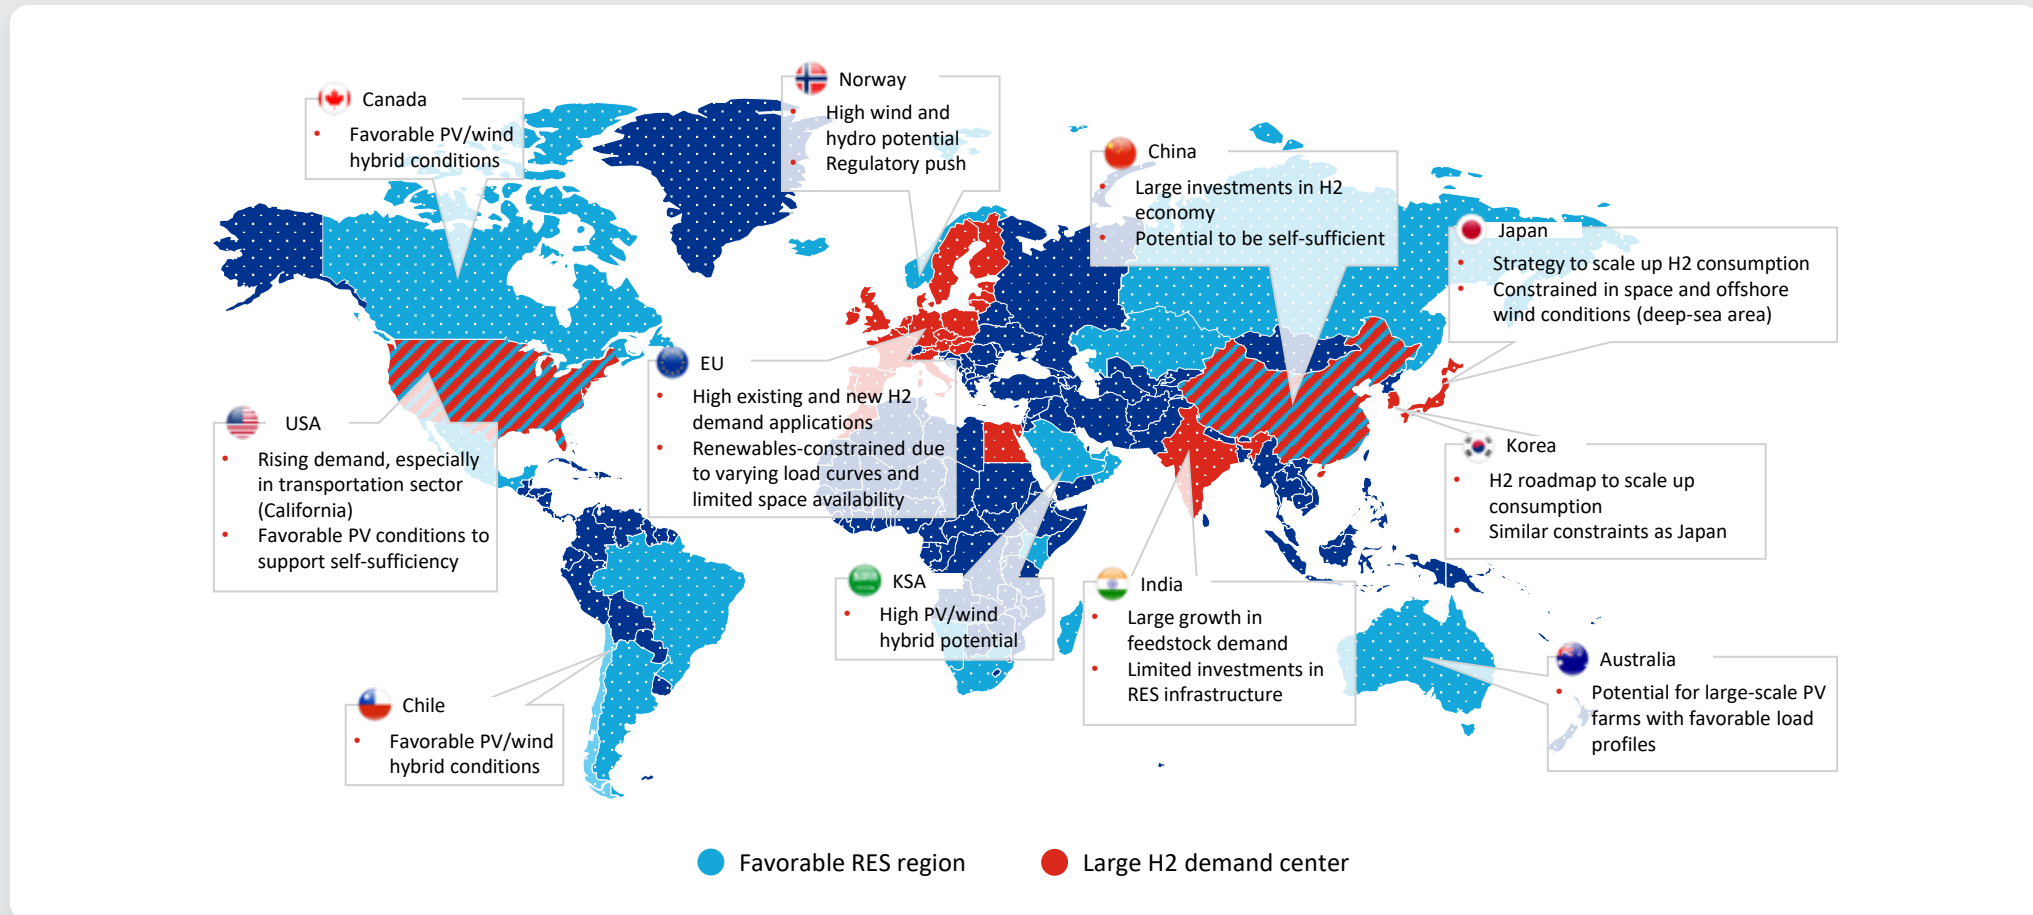 Canada
• Favorable PV/wind
hybrid conditions
Norway
• High wind and
hydro potential
• Regulatory push
China
• Large investments in H2
economy
• Potential to be self-sufficient
Japan
• Strategy to scale up H2 consumption
• Constrained in space and offshore
wind conditions (deep-sea area)
EU
• High existing and new H2
demand applications
• Renewables-constrained due
to varying load curves and
limited space availability
USA
• Rising demand, especially
in transportation sector
(California)
• Favorable PV conditions to
support self-sufficiency
Korea
• H2 roadmap to scale up
consumption
• Similar constraints as Japan
KSA
• High PV/wind
hybrid potential
India
• Large growth in
feedstock demand
• Limited investments in
RES infrastructure
Australia
• Potential for large-scale PV
farms with favorable load
profiles
Chile
• Favorable PV/wind
hybrid conditions
Favorable RES region
Large H2 demand center